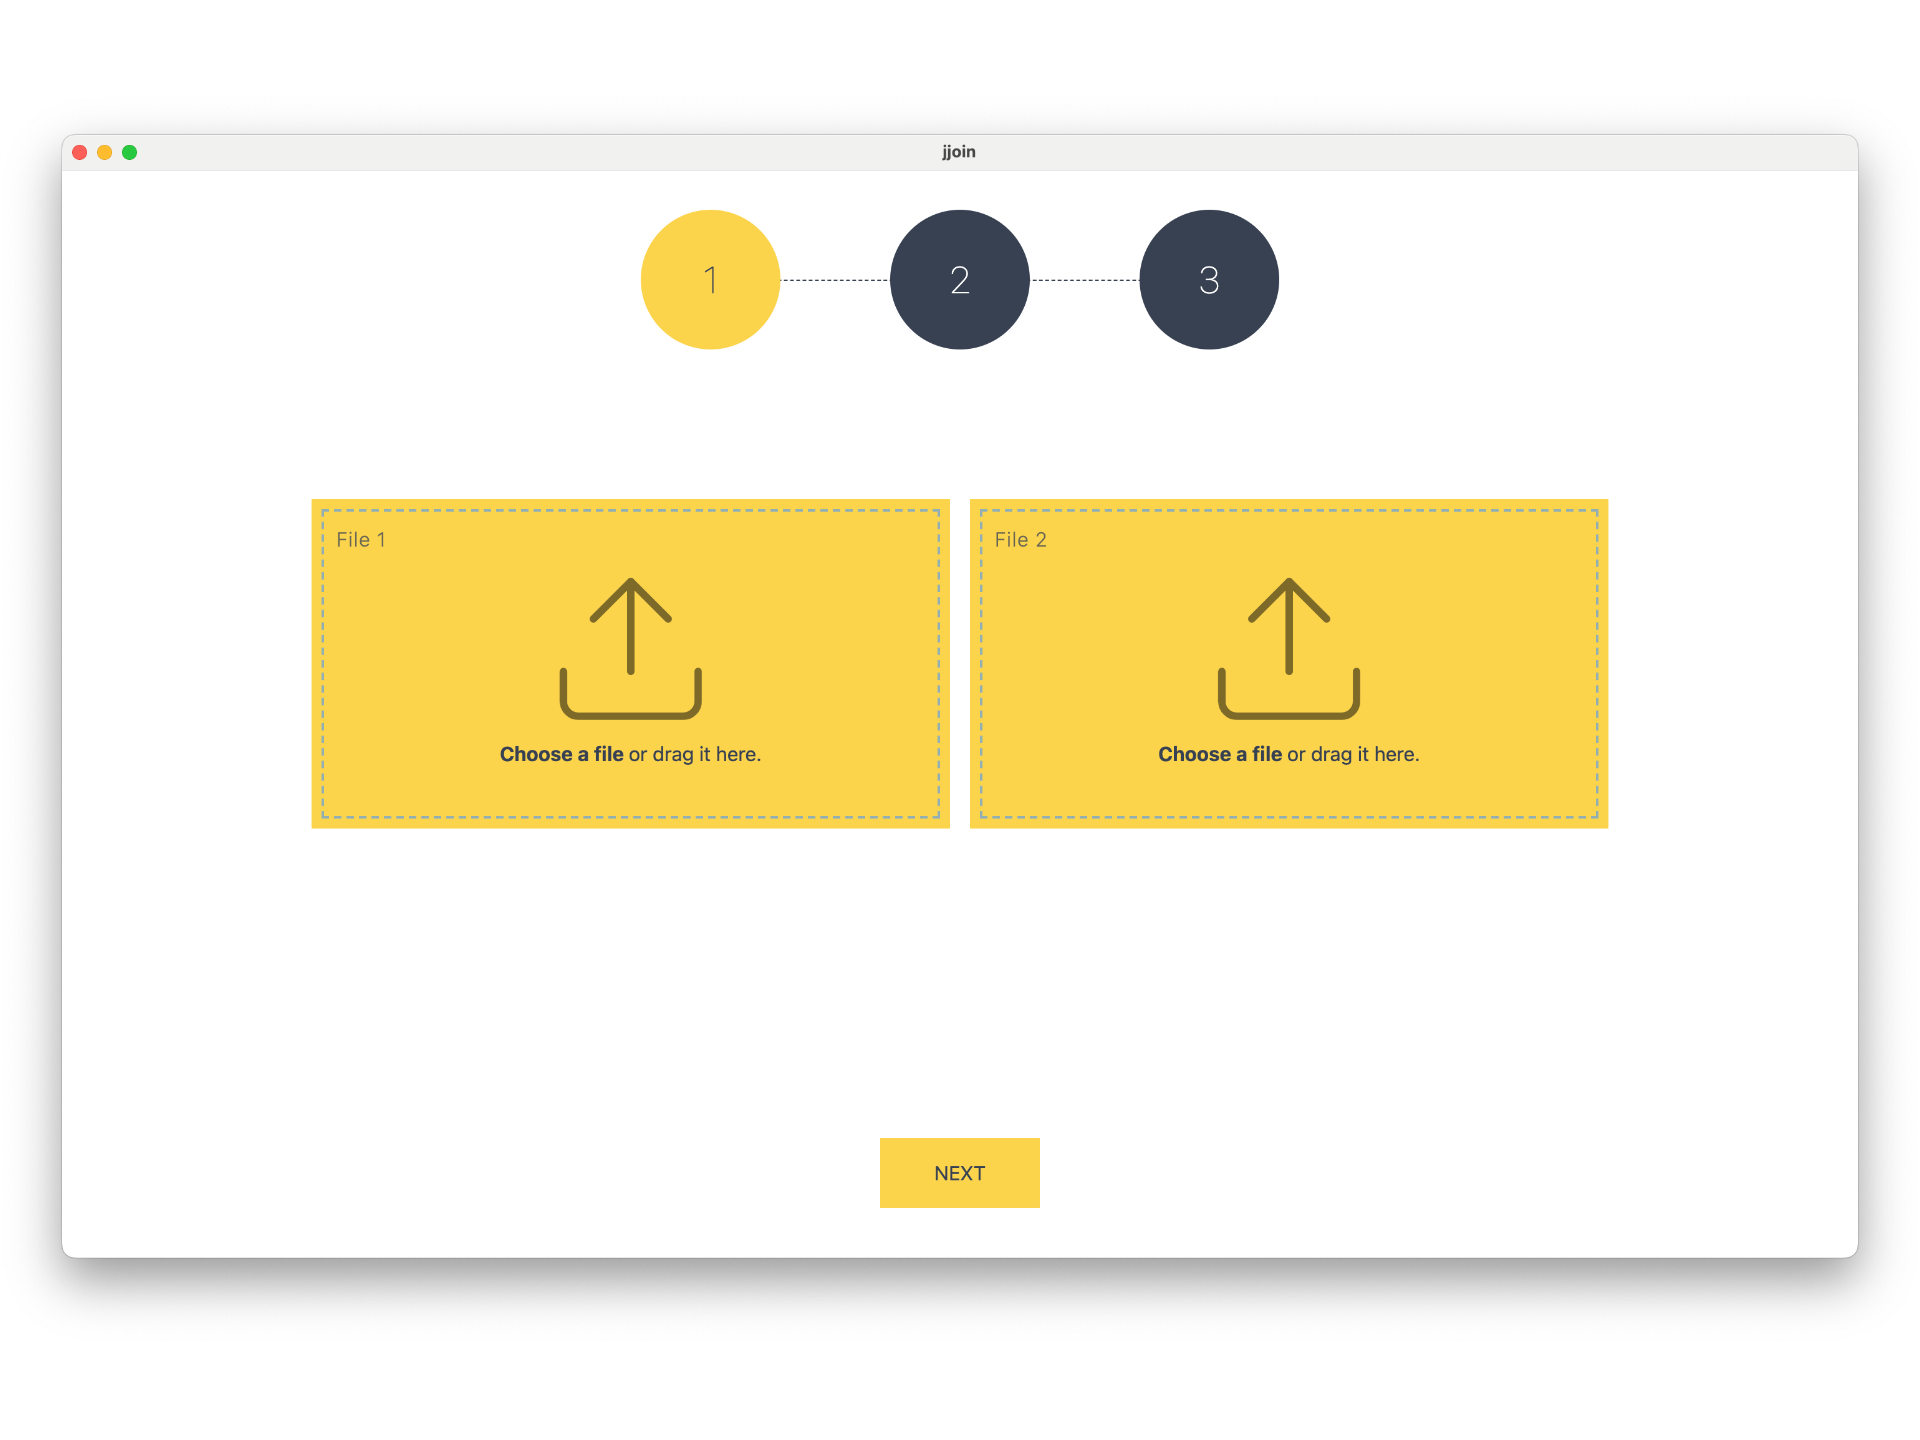 jjoin
1
2
3
File 1
File 2
Choose a file or drag it here.
Choose a file or drag it here.
NEXT